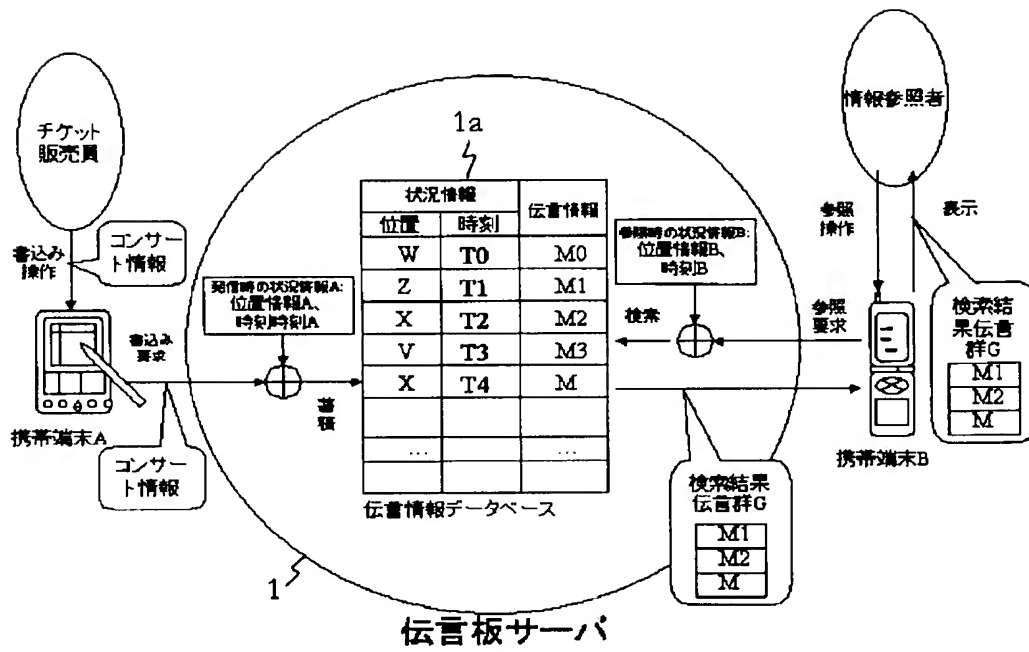 チケット
販売員
書込み
操作
コンサー
ト情報
携帯端末A
書込み
要求
コンサー
ト情報
発信時の状況情報A:
位置情報A、
時刻時刻A
蓄積
1a
状況情報
伝言情報
位置
時刻
W T0 M0
Z T1 M1
X T2 M2
V T3 M3
X T4 M
… …
伝言情報データベース
参照時の状況情報B:
位置情報B、
時刻B
検索
参照
要求
情報参照者
参照
操作
表示
検索結
果伝言
群G
M1
M2
M
携帯端末B
検索結果
伝言群G
M1
M2
M
1
伝言板サーバ